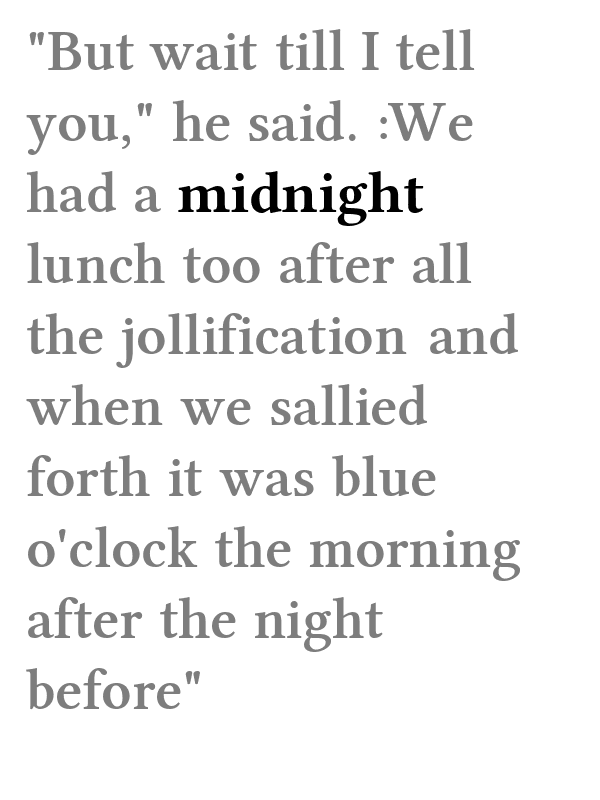 "But wait till I tell
you," he said. :We
had a midnight
lunch too after all
the jollification and
when we sallied
forth it was blue
o'clock the morning
after the night
before"